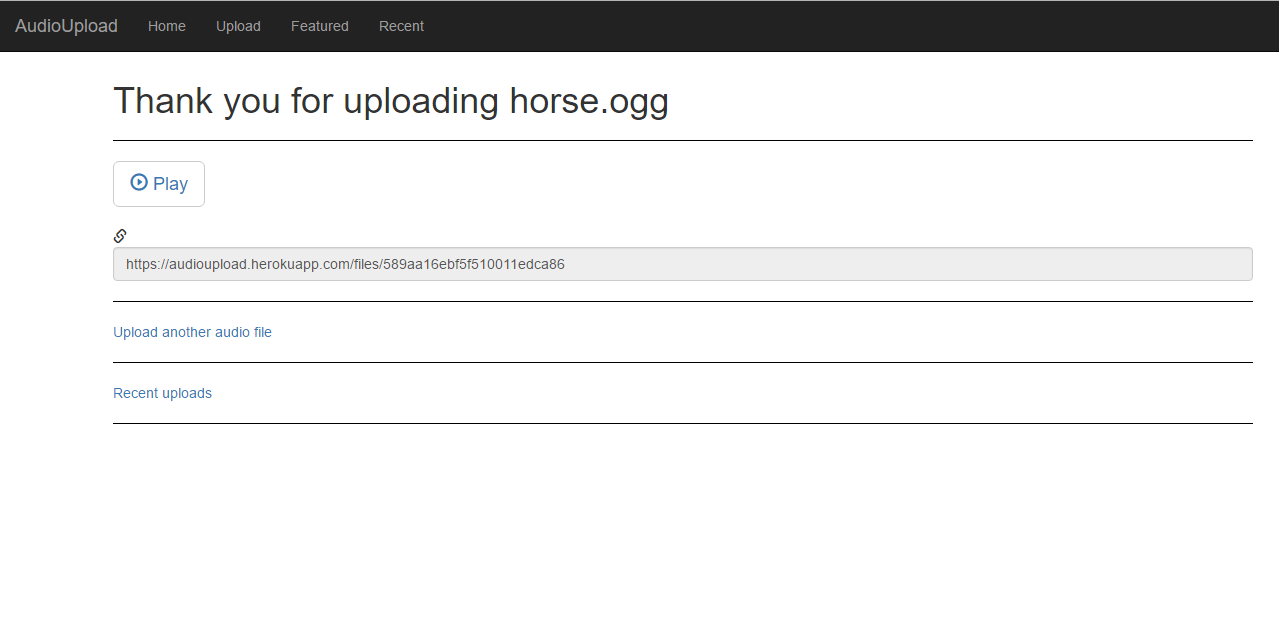 AudioUpload Home Upload Featured Recent
Thank you for uploading horse.ogg
Play
https://audioupload.herokuapp.com/files/589aa16ebf5f510011edca86
Upload another audio file
Recent uploads